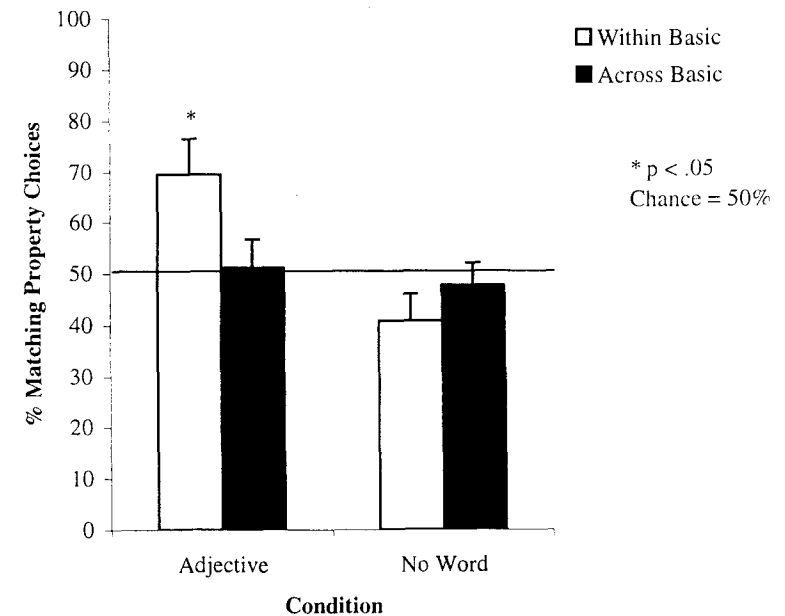 100
90
80
70
60
50
40
30
20
10
0
% Matching Property Choices
*
Within Basic
Across Basic
* p < .05
Chance = 50%
Adjective
No Word
Condition